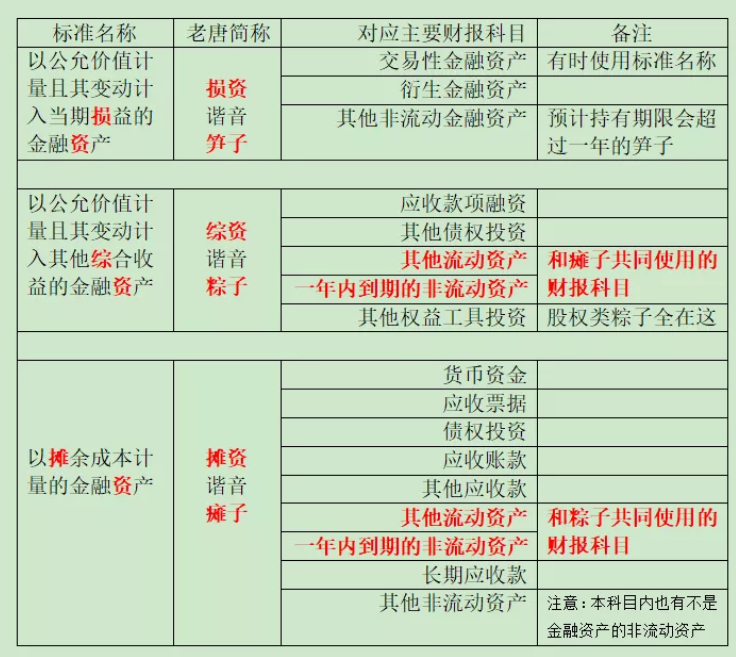 标准名称 老唐简称 对应主要财报科目 备注
以公允价值计
量且其变动计
入当期损益的
金融资产
损资
谐音
笋子
交易性金融资产 有时使用标准名称
衍生金融资产
其他非流动金融资产 预计持有期限会超
过一年的笋子
以公允价值计
量且其变动计
入其他综合收
益的金融资产
综资
谐音
粽子
应收款项融资
其他债权投资
其他流动资产
一年内到期的非流动资产
和瘫子共同使用的
财报科目
其他权益工具投资 股权类粽子全在这
以摊余成本计
量的金融资产
摊资
谐音
瘫子
货币资金
应收票据
债权投资
应收账款
其他应收款
其他流动资产
一年内到期的非流动资产
和粽子共同使用的
财报科目
长期应收款
其他非流动资产 注意：本科目内也有不是
金融资产的非流动资产